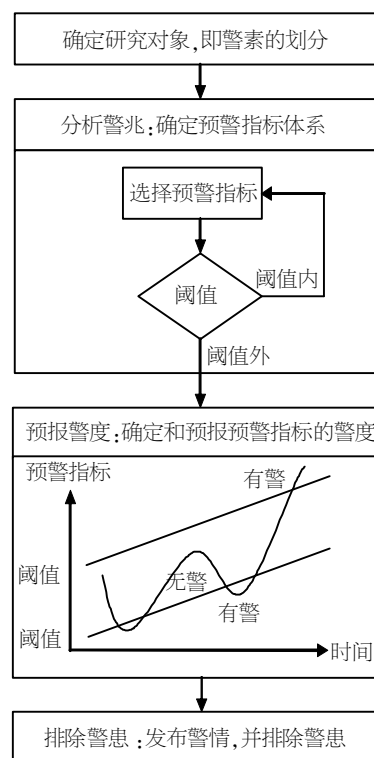 确定研究对象,即警素的划分
分析警兆:确定预警指标体系
选择预警指标
阈值
阈值内
阈值外
预报警度:确定和预报预警指标的警度
预警指标
有警
阈值
无警
有警
阈值
时间
排除警患:发布警情,并排除警患